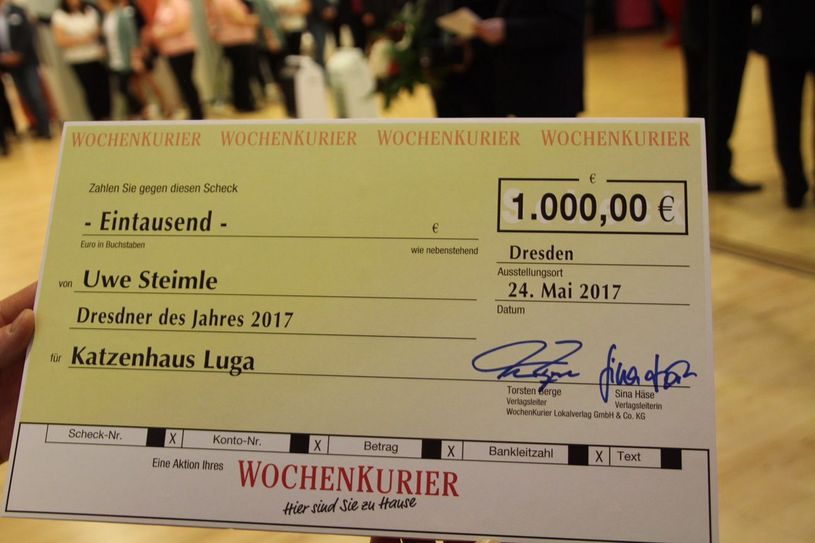 WOCHENKURIER WOCHENKURIER WOCHENKURIER WOCHENKURIER
Zahlen Sie gegen diesen Scheck
€
1.000,00 €
- Eintausend -
€
Euro in Buchstaben
wie nebenstehend
Dresden
Ausstellungsort
von Uwe Steimle
24. Mai 2017
Datum
Dresdner des Jahres 2017
für Katzenhaus Luga
Torsten Berge
Verlagsleiter
Sina Häse
Verlagsleiterin
WochenKurier Lokalverlag GmbH & Co. KG
Scheck-Nr. X Konto-Nr. X Betrag X Bankleitzahl X Text
Eine Aktion Ihres WOCHENKURIER
Hier sind Sie zu Hause